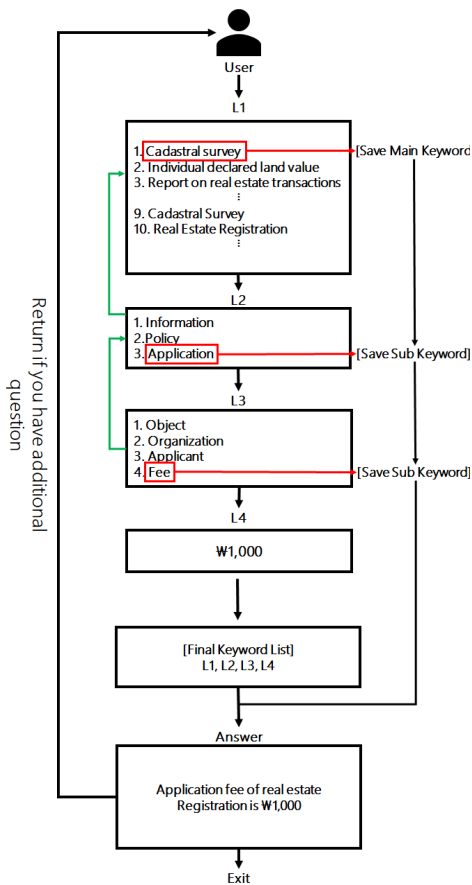 User
L1
1. Cadastral survey
[Save Main Keyword
2. Individual declared land value
3. Report on real estate transactions
⋮
9. Cadastral Survey
10. Real Estate Registration
⋮
L2
1. Information
2. Policy
3. Application
[Save Sub Keyword]
L3
1. Object
2. Organization
3. Applicant
4. Fee
[Save Sub Keyword]
L4
₩1,000
[Final Keyword List]
L1, L2, L3, L4
Answer
Application fee of real estate
Registration is ₩1,000
Exit
Return if you have additional
question